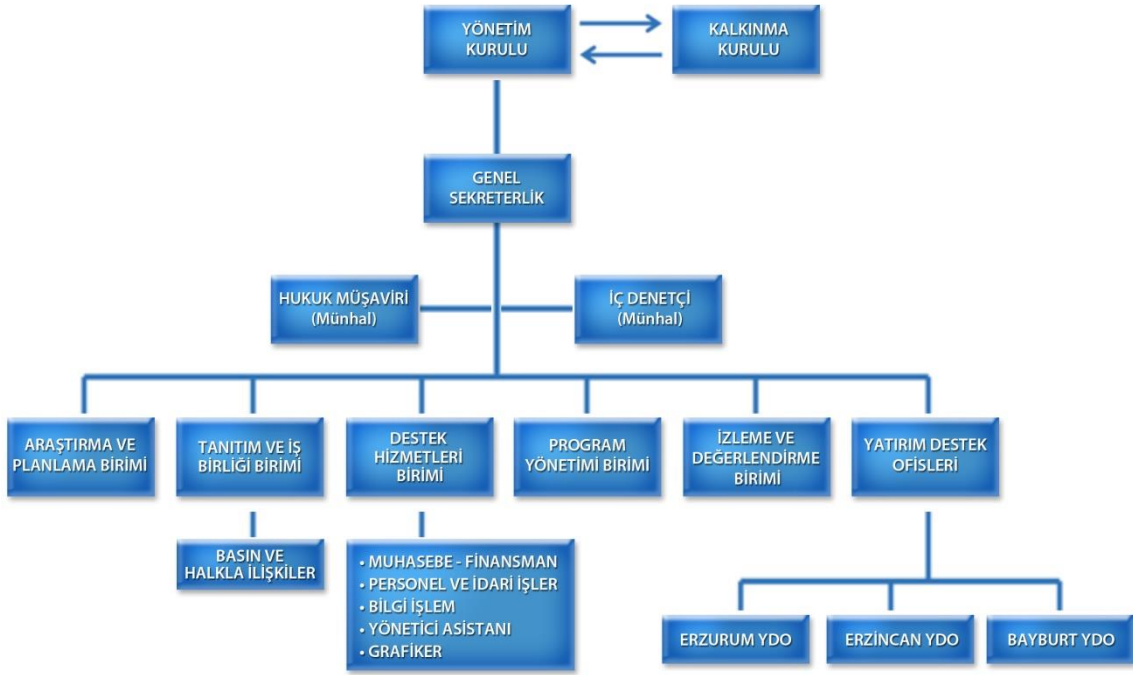 YÖNETİM
KURULU
KALKINMA
KURULU
GENEL
SEKRETERLİK
HUKUK MÜŞAVİRİ
(Münhal)
İÇ DENETÇİ
(Münhal)
ARAŞTIRMA VE
PLANLAMA BİRİMİ
TANITIM VE İŞ
BİRLİĞİ BİRİMİ
DESTEK
HİZMETLERİ
BİRİMİ
PROGRAM
YÖNETİMİ BİRİMİ
İZLEME VE
DEĞERLENDİRME
BİRİMİ
YATIRIM DESTEK
OFİSLERİ
BASIN VE
HALKLA İLİŞKİLER
• MUHASEBE - FİNANSMAN
• PERSONEL VE İDARİ İŞLER
• BİLGİ İŞLEM
• YÖNETİCİ ASİSTANI
• GRAFİKER
ERZURUM YDO
ERZİNCAN YDO
BAYBURT YDO